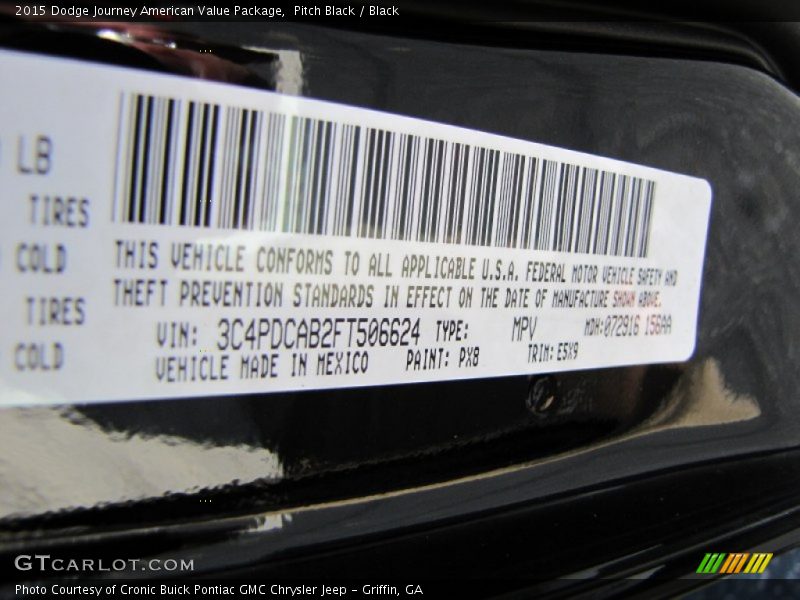 2015 Dodge Journey American Value Package, Pitch Black / Black
LB
TIRES
COLD
TIRES
COLD
THIS VEHICLE CONFORMS TO ALL APPLICABLE U.S.A. FEDERAL MOTOR VEHICLE SAFETY AND
THEFT PREVENTION STANDARDS IN EFFECT ON THE DATE OF MANUFACTURE SHOWN ABOVE.
VIN: 3C4PDCAB2FT506624 TYPE: MPV MDH:072916 156AA
VEHICLE MADE IN MEXICO PAINT: PX8 TRIM: E5X9
GTCARLOT.COM
Photo Courtesy of Cronic Buick Pontiac GMC Chrysler Jeep - Griffin, GA